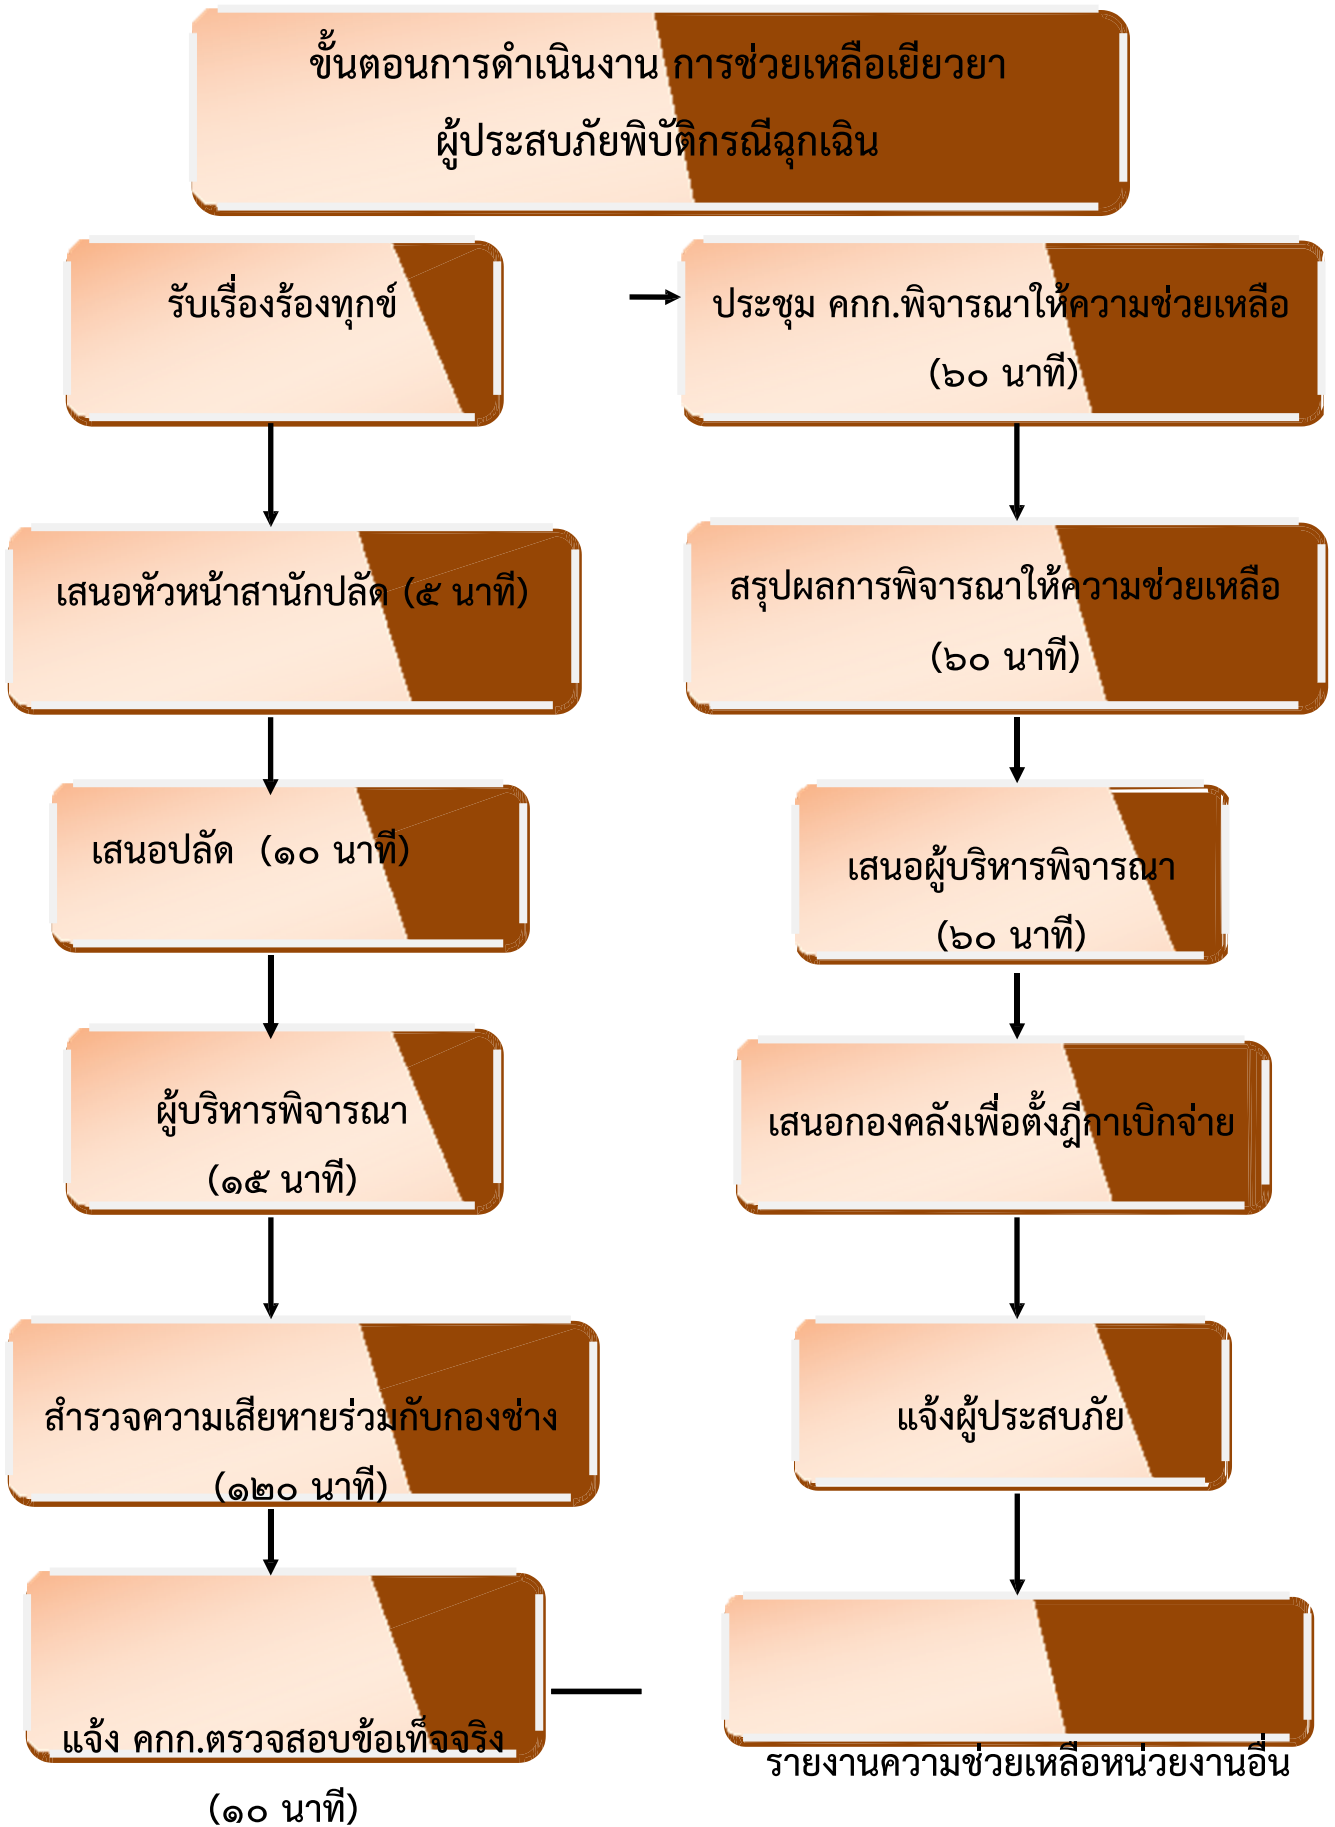 ขั้นตอนการดำเนินงาน การช่วยเหลือเยียวยา
ผู้ประสบภัยพิบัติกรณีฉุกเฉิน
รับเรื่องร้องทุกข์
เสนอหัวหน้าสานักปลัด (๕ นาที)
เสนอปลัด (๑๐ นาที)
ผู้บริหารพิจารณา
(๑๕ นาที)
สำรวจความเสียหายร่วมกับกองช่าง
(๑๒๐ นาที)
แจ้ง คกก.ตรวจสอบข้อเท็จจริง
(๑๐ นาที)
ประชุม คกก.พิจารณาให้ความช่วยเหลือ
(๖๐ นาที)
สรุปผลการพิจารณาให้ความช่วยเหลือ
(๖๐ นาที)
เสนอผู้บริหารพิจารณา
(๖๐ นาที)
เสนอกองคลังเพื่อตั้งฎีกาเบิกจ่าย
แจ้งผู้ประสบภัย
รายงานความช่วยเหลือหน่วยงานอื่น